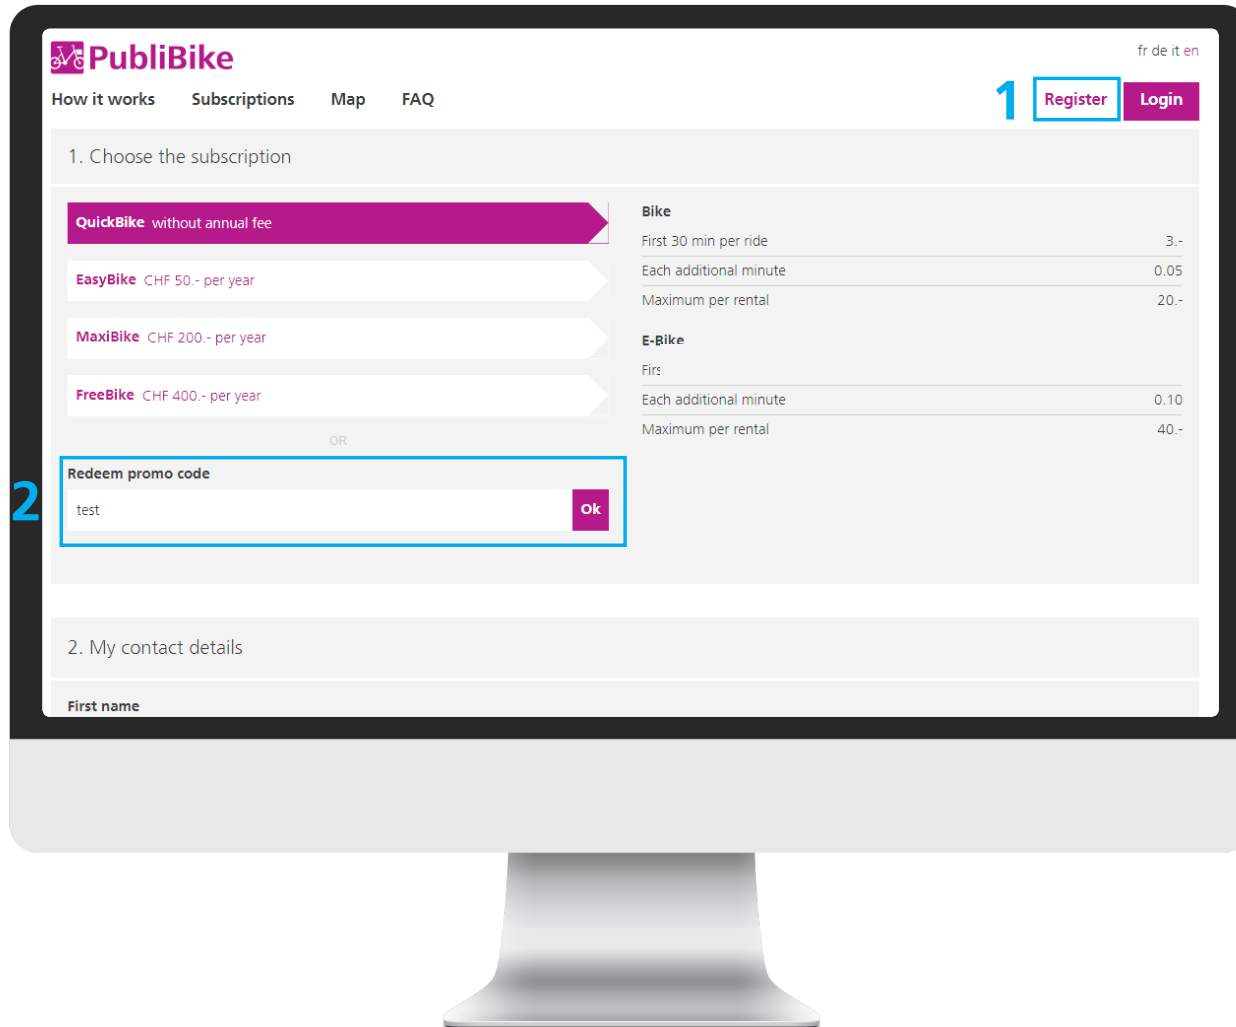 PubliBike
fr de it en
How it works Subscriptions Map FAQ
1 Register Login
1. Choose the subscription
QuickBike without annual fee
EasyBike CHF 50.- per year
MaxiBike CHF 200.- per year
FreeBike CHF 400.- per year
OR
Redeem promo code
2
test Ok
Bike
First 30 min per ride 3.-
Each additional minute 0.05
Maximum per rental 20.-
E-Bike
Each additional minute 0.10
Maximum per rental 40.-
2. My contact details
First name